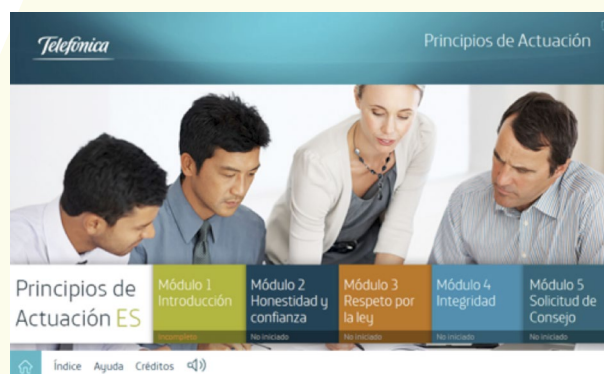 Telefónica
Principios de Actuación
Principios de
Actuación ES
Módulo 1
Introducción
Incompleto
Módulo 2
Honestidad y
confianza
No iniciado
Módulo 3
Respeto por
la ley
No iniciado
Módulo 4
Integridad
No iniciado
Módulo 5
Solicitud de
Consejo
No iniciado
Índice Ayuda Créditos